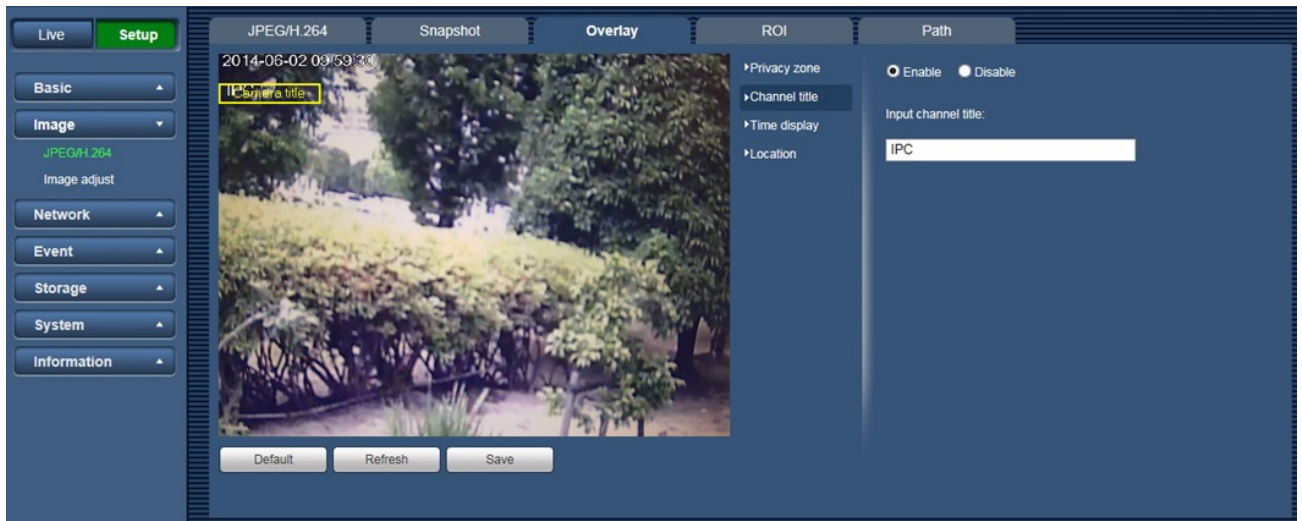 Live Setup
Basic
Image
JPEG/H.264
Image adjust
Network
Event
Storage
System
Information
JPEG/H.264 Snapshot Overlay ROI Path
2014-06-02 09:59:30
IPC
Camera title
Default Refresh Save
Privacy zone
Channel title
Time display
Location
Enable Disable
Input channel title:
IPC